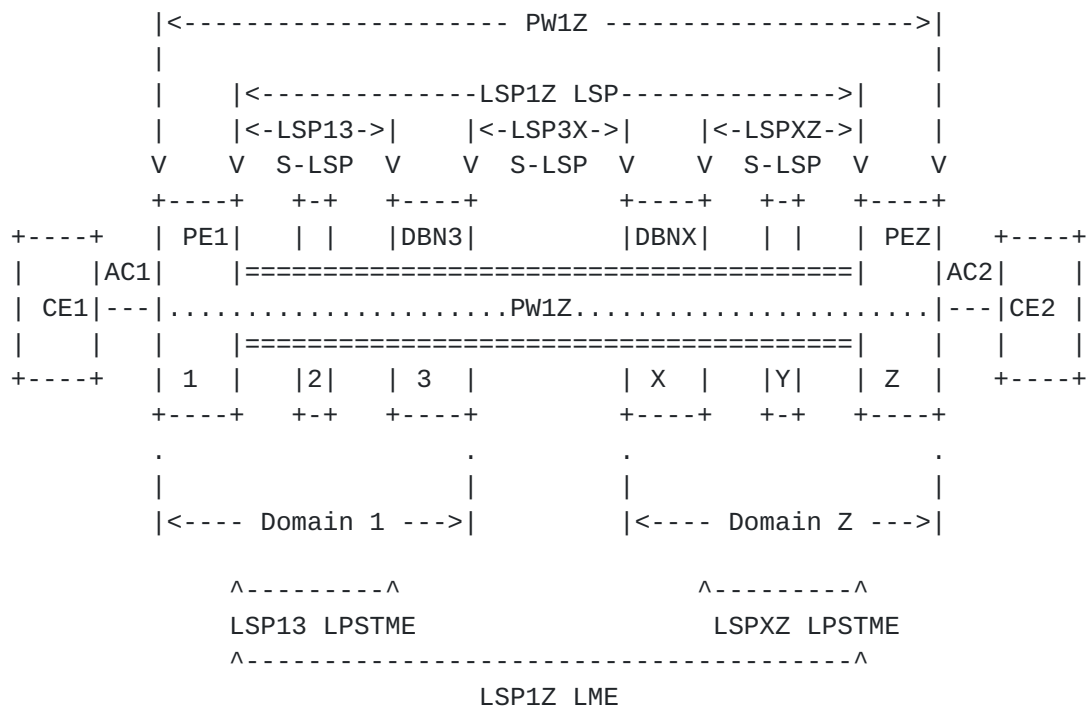 |<-------------------- PW1Z ------------------->|
|                                               |
|    |<--------------LSP1Z LSP-------------->|    |
|    |<-LSP13->|    |<-LSP3X->|    |<-LSPXZ->|    |
V    V  S-LSP  V    V  S-LSP  V    V  S-LSP  V    V
+----+   +-+   +----+         +----+   +-+   +----+
+----+   | PE1|   | |   |DBN3|         |DBNX|   | |   | PEZ|   +----+
|    |AC1|    |=======================================|    |AC2|    |
| CE1|---|......................PW1Z.......................|---|CE2 |
|    |   |    |=======================================|    |   |    |
+----+   | 1  |   |2|   | 3  |         | X  |   |Y|   | Z  |   +----+
+----+   +-+   +----+         +----+   +-+   +----+
.                   .         .                   .
|                   |         |                   |
|<---- Domain 1 --->|         |<---- Domain Z --->|
^---------^                   ^---------^
LSP13 LPSTME                   LSPXZ LPSTME
^---------------------------------------^
LSP1Z LME